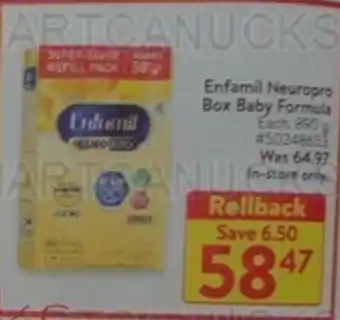 ARTCANUCKS
SUPER-SAVER
REFILL PACK
Enfamil
Enfamil Neuropro
Box Baby Formula
Each, 890 g
Was 64.97
In-store only.
ARTCANUCKS
Rollback
Save 6.50
58.47